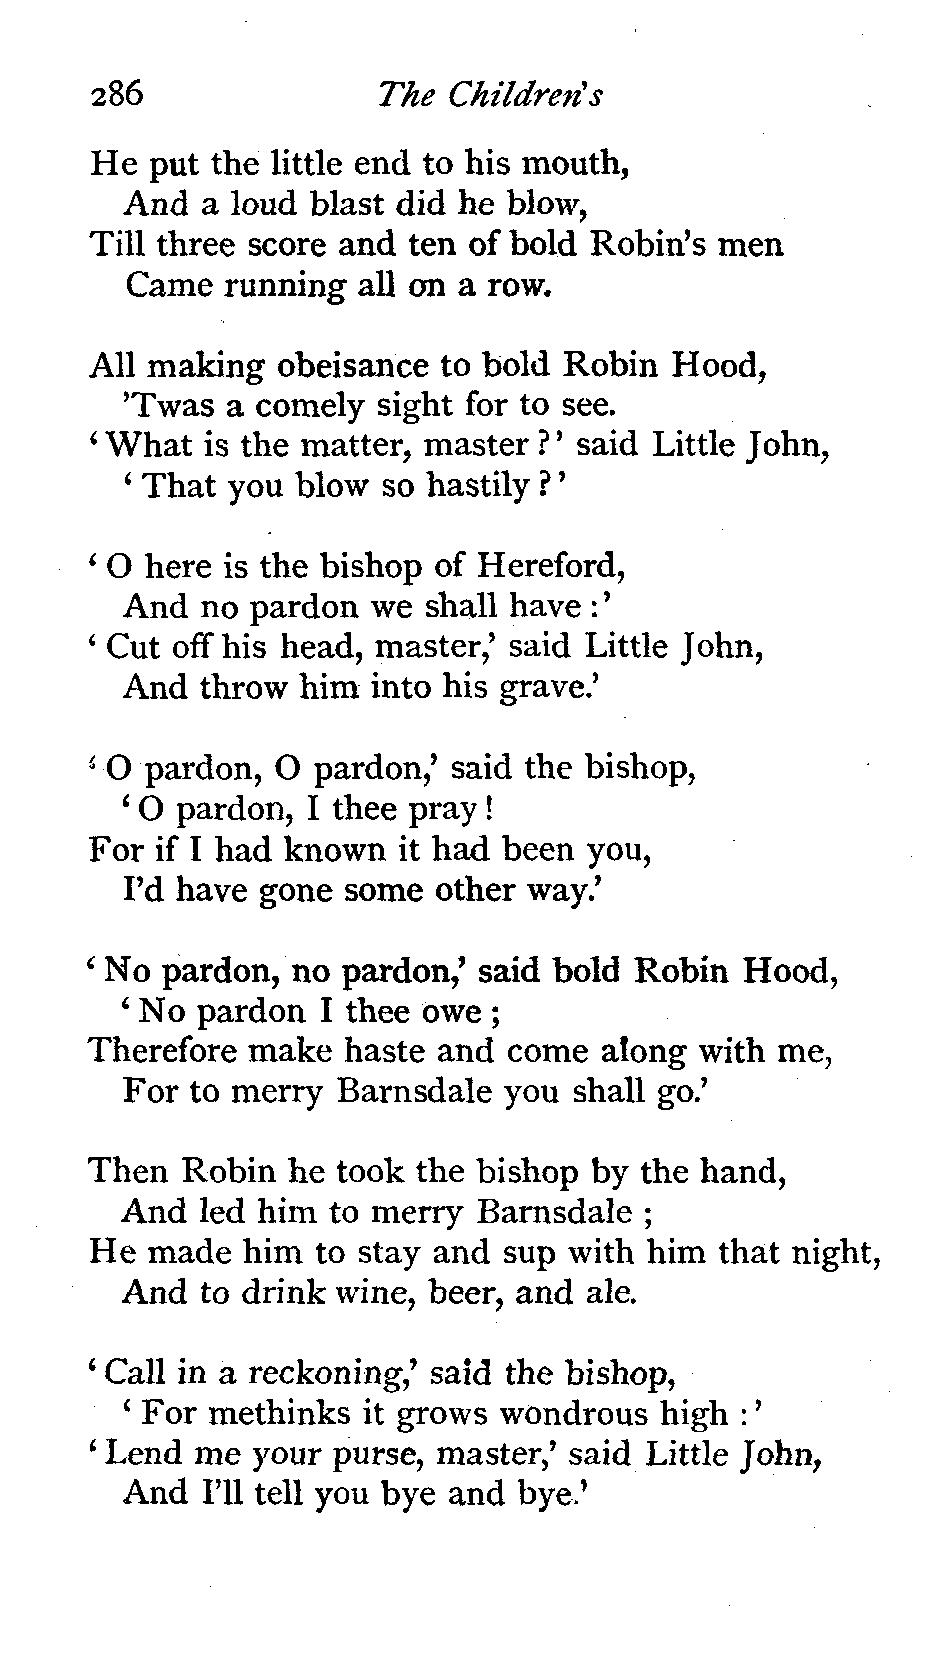 286 The Children's
He put the little end to his mouth,
And a loud blast did he blow,
Till three score and ten of bold Robin's men
Came running all on a row.
All making obeisance to bold Robin Hood,
'Twas a comely sight for to see.
‘What is the matter, master?’ said Little John,
‘That you blow so hastily?’
‘O here is the bishop of Hereford,
And no pardon we shall have:’
‘Cut off his head, master,’ said Little John,
And throw him into his grave.’
‘O pardon, O pardon,’ said the bishop,
‘O pardon, I thee pray!
For if I had known it had been you,
I'd have gone some other way.’
‘No pardon, no pardon,’ said bold Robin Hood,
‘No pardon I thee owe;
Therefore make haste and come along with me,
For to merry Barnsdale you shall go.’
Then Robin he took the bishop by the hand,
And led him to merry Barnsdale;
He made him to stay and sup with him that night,
And to drink wine, beer, and ale.
‘Call in a reckoning,’ said the bishop,
‘For methinks it grows wondrous high:’
‘Lend me your purse, master,’ said Little John,
And I'll tell you bye and bye.’